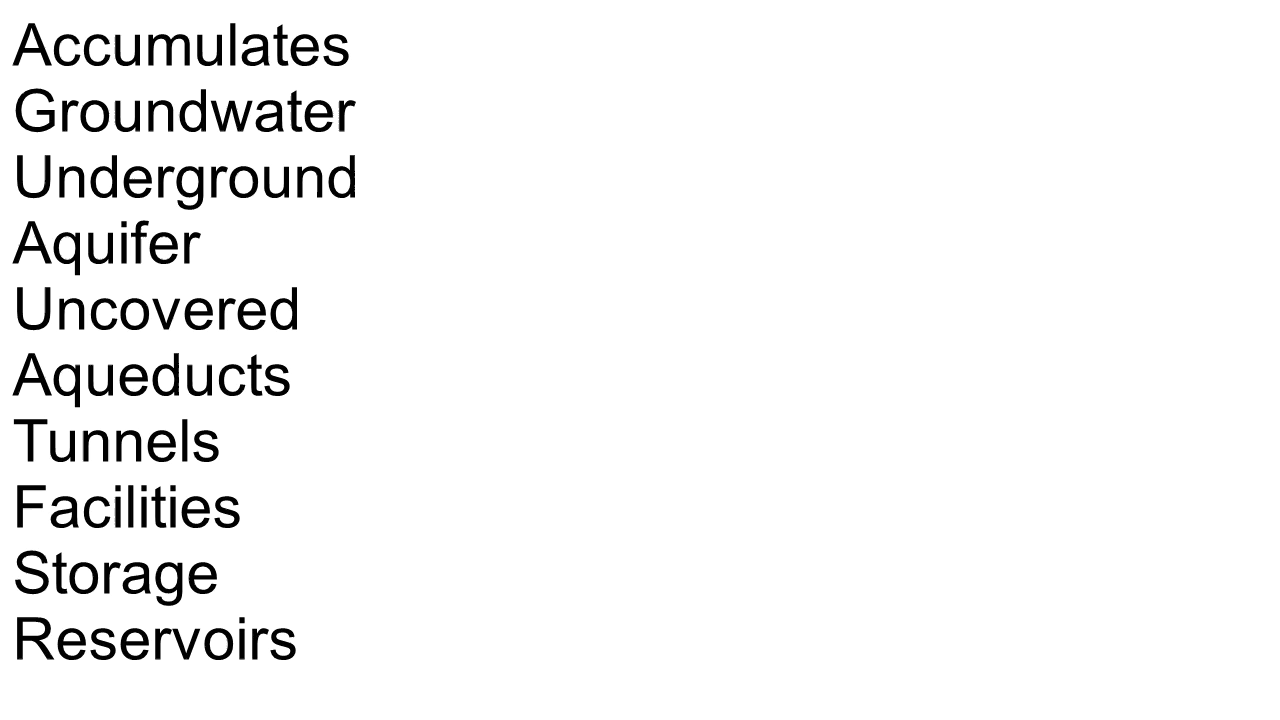 Accumulates
Groundwater
Underground
Aquifer
Uncovered
Aqueducts
Tunnels
Facilities
Storage
Reservoirs